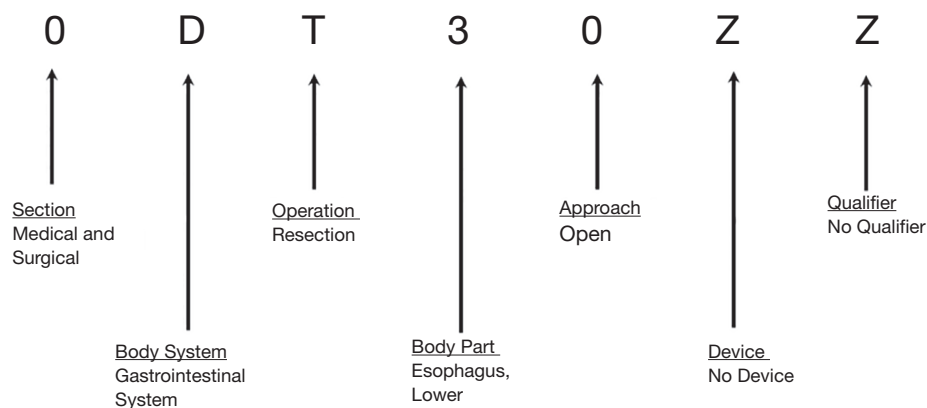 0 D T 3 0 Z Z
Section
Medical and
Surgical
Operation
Resection
Approach
Open
Qualifier
No Qualifier
Body System
Gastrointestinal
System
Body Part
Esophagus,
Lower
Device
No Device